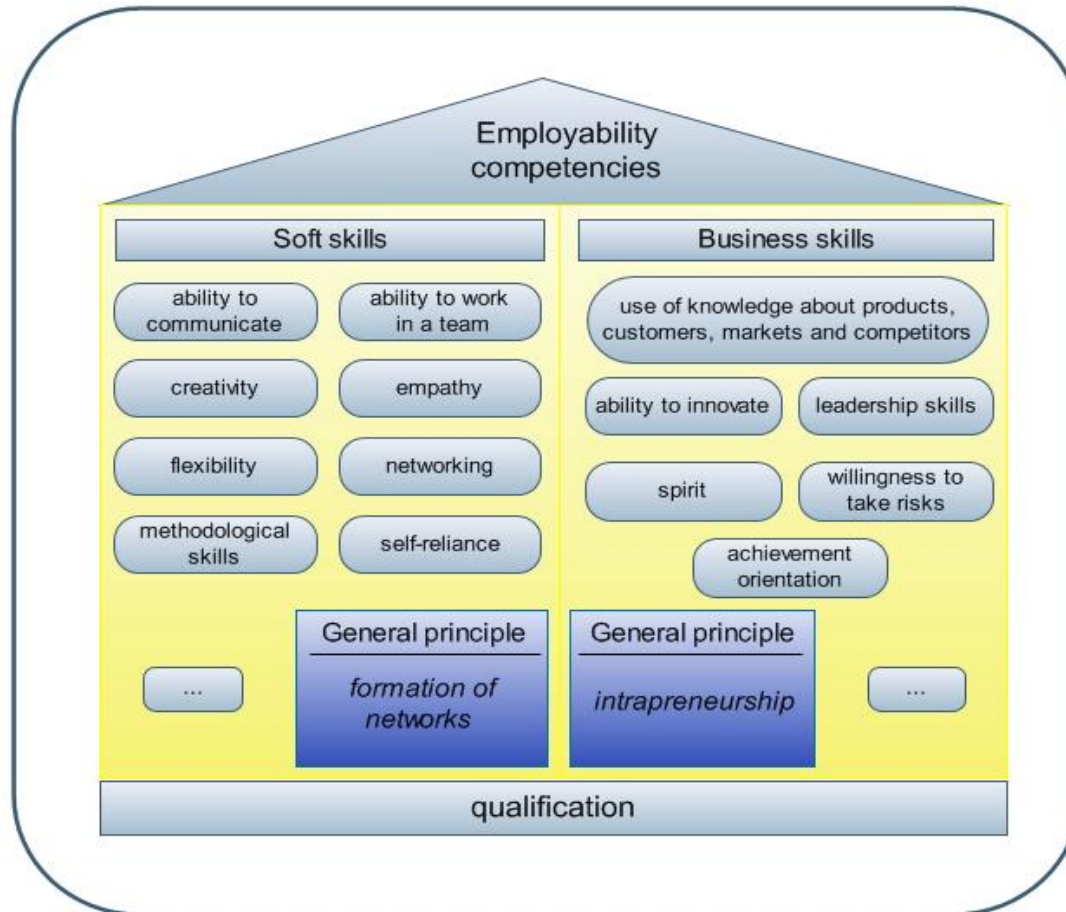 Employability
competencies
Soft skills
ability to
communicate
ability to work
in a team
creativity
empathy
flexibility
networking
methodological
skills
self-reliance
General principle
formation of
networks
...
Business skills
use of knowledge about products,
customers, markets and competitors
ability to innovate
leadership skills
spirit
willingness to
take risks
achievement
orientation
General principle
intrapreneurship
...
qualification